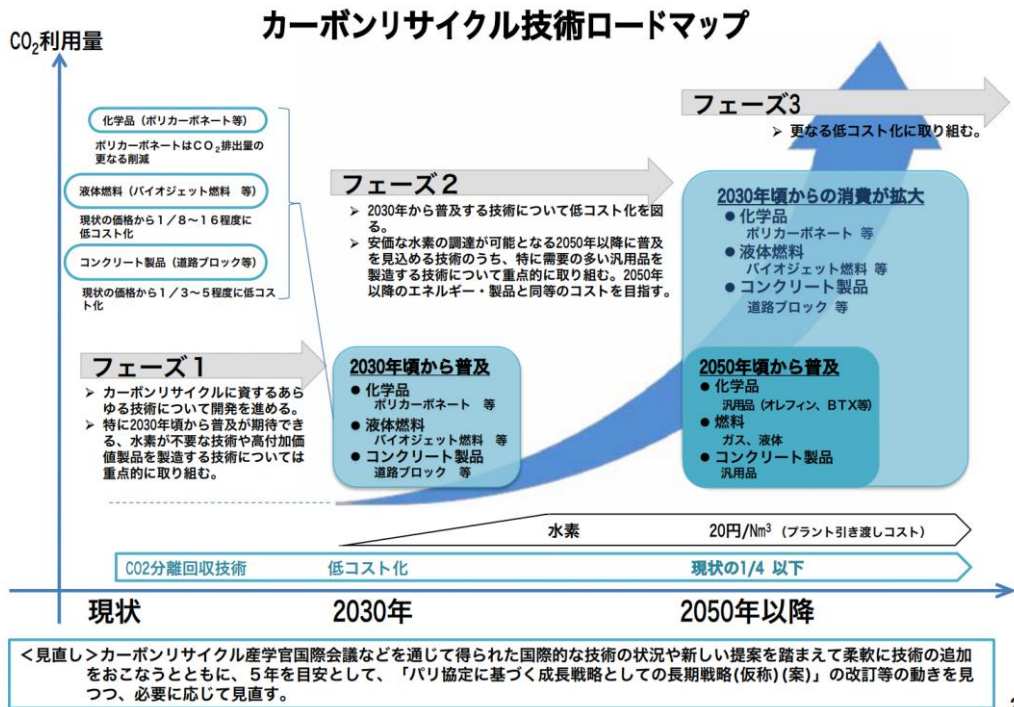 カーボンリサイクル技術ロードマップ
CO₂利用量
化学品（ポリカーボネート等）
ポリカーボネートはＣＯ₂排出量の
更なる削減
液体燃料（バイオジェット燃料　等）
現状の価格から１／８～16程度に
低コスト化
コンクリート製品（道路ブロック等）
現状の価格から１／３～５程度に低コス
ト化
フェーズ１
➢ カーボンリサイクルに資するあら
ゆる技術について開発を進める。
➢ 特に2030年頃から普及が期待でき
る、水素が不要な技術や高付加価
値製品を製造する技術については
重点的に取り組む。
フェーズ２
➢ 2030年から普及する技術について低コスト化を図
る。
➢ 安価な水素の調達が可能となる2050年以降に普及
を見込める技術のうち、特に需要の多い汎用品を
製造する技術について重点的に取り組む。2050年
以降のエネルギー・製品と同等のコストを目指す。
2030年頃から普及
● 化学品
ポリカーボネート　等
● 液体燃料
バイオジェット燃料　等
● コンクリート製品
道路ブロック　等
フェーズ３
➢ 更なる低コスト化に取り組む。
2030年頃からの消費が拡大
● 化学品
ポリカーボネート 等
● 液体燃料
バイオジェット燃料 等
● コンクリート製品
道路ブロック 等
2050年頃から普及
● 化学品
汎用品（オレフィン、ＢＴＸ等）
● 燃料
ガス、液体
● コンクリート製品
汎用品
水素　20円/Nm³（プラント引き渡しコスト）
CO2分離回収技術　低コスト化　現状の1/4 以下
現状　2030年　2050年以降
＜見直し＞カーボンリサイクル産学官国際会議などを通じて得られた国際的な技術の状況や新しい提案を踏まえて柔軟に技術の追加
をおこなうとともに、５年を目安として、「パリ協定に基づく成長戦略としての長期戦略(仮称)(案)」の改訂等の動きを見
つつ、必要に応じて見直す。